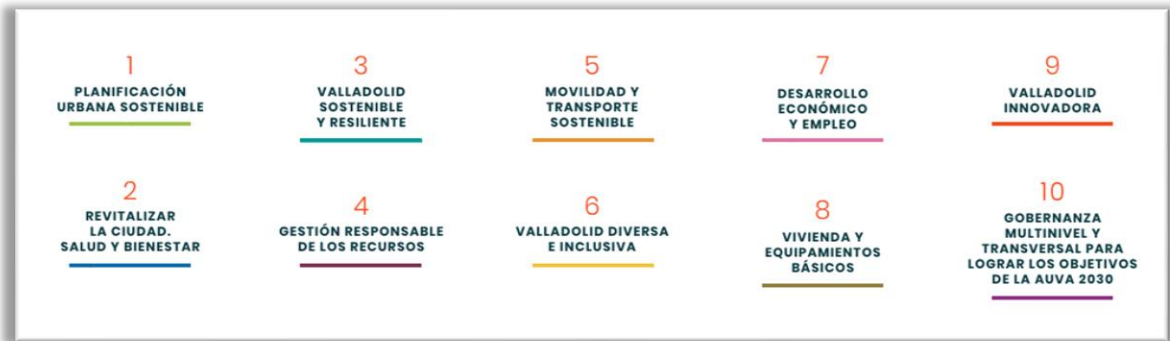 1
PLANIFICACIÓN
URBANA SOSTENIBLE
2
REVITALIZAR
LA CIUDAD.
SALUD Y BIENESTAR
3
VALLADOLID
SOSTENIBLE
Y RESILIENTE
4
GESTIÓN RESPONSABLE
DE LOS RECURSOS
5
MOVILIDAD Y
TRANSPORTE
SOSTENIBLE
6
VALLADOLID DIVERSA
E INCLUSIVA
7
DESARROLLO
ECONÓMICO
Y EMPLEO
8
VIVIENDA Y
EQUIPAMIENTOS
BÁSICOS
9
VALLADOLID
INNOVADORA
10
GOBERNANZA
MULTINIVEL Y
TRANSVERSAL PARA
LOGRAR LOS OBJETIVOS
DE LA AUVA 2030